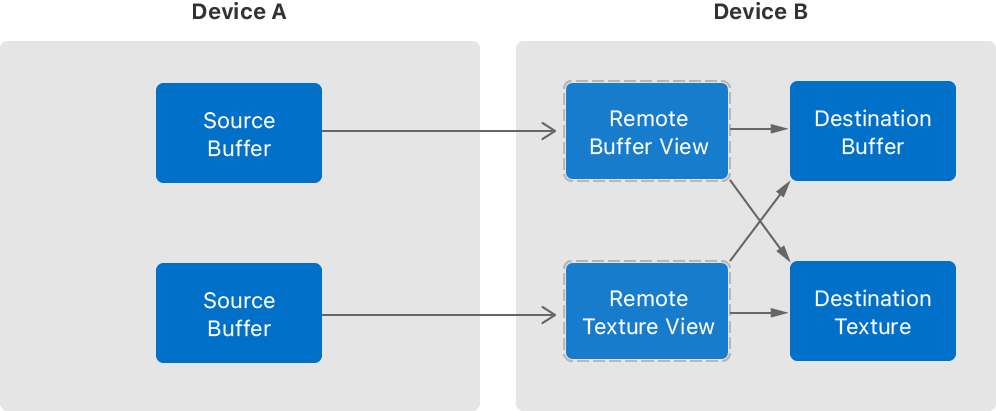 Device A
Device B
Source
Buffer
Remote
Buffer View
Destination
Buffer
Source
Buffer
Remote
Texture View
Destination
Texture